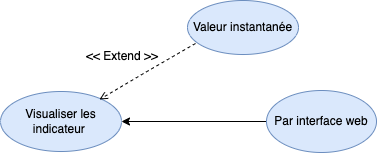 Valeur instantanée
<< Extend >>
Visualiser les
indicateur
Par interface web